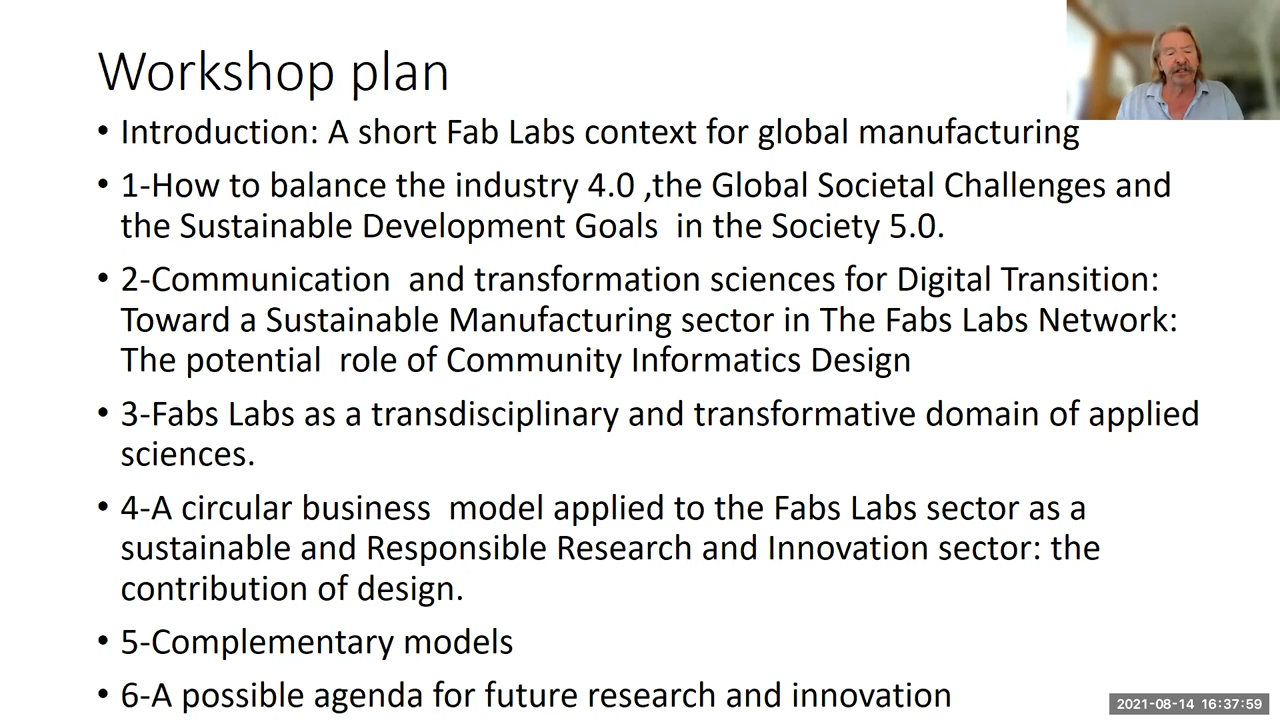 Workshop plan
• Introduction: A short Fab Labs context for global manufacturing
• 1-How to balance the industry 4.0 ,the Global Societal Challenges and
the Sustainable Development Goals  in the Society 5.0.
• 2-Communication  and transformation sciences for Digital Transition:
Toward a Sustainable Manufacturing sector in The Fabs Labs Network:
The potential  role of Community Informatics Design
• 3-Fabs Labs as a transdisciplinary and transformative domain of applied
sciences.
• 4-A circular business  model applied to the Fabs Labs sector as a
sustainable and Responsible Research and Innovation sector: the
contribution of design.
• 5-Complementary models
• 6-A possible agenda for future research and innovation
2021-08-14 16:37:59